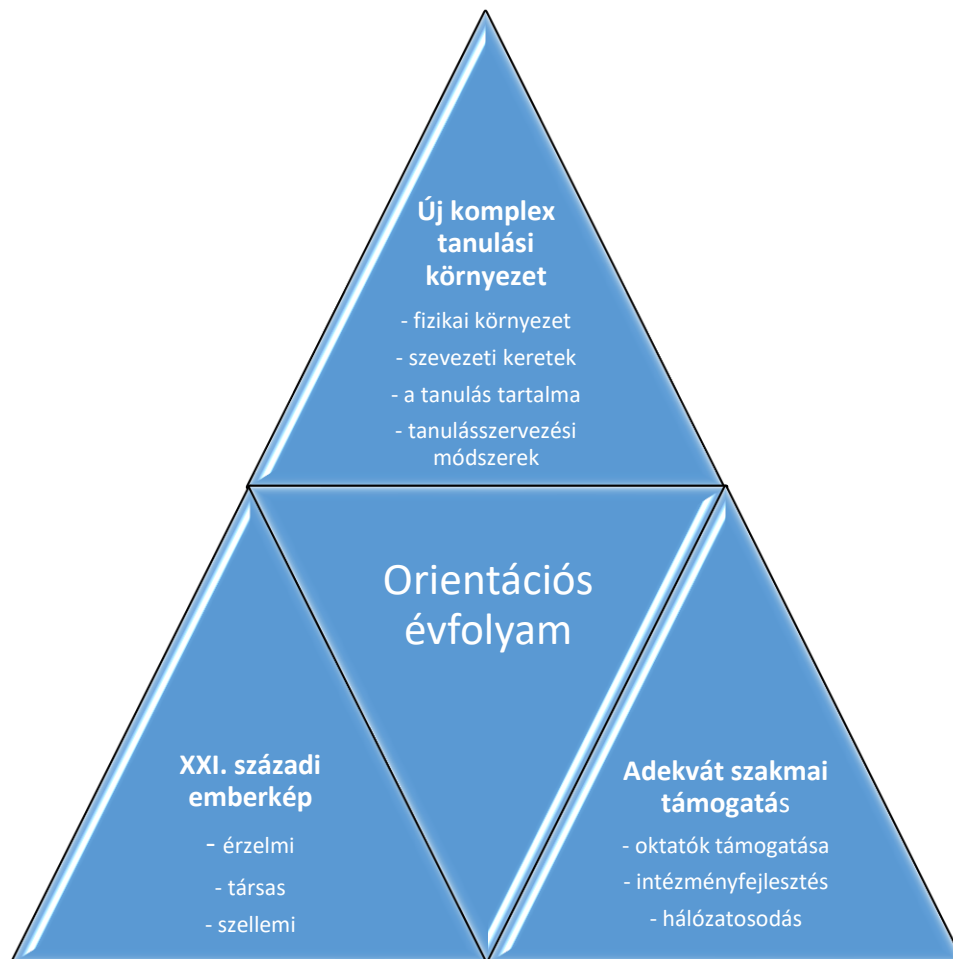 Új komplex
tanulási
környezet
- fizikai környezet
- szevezeti keretek
- a tanulás tartalma
- tanulásszervezési
módszerek
Orientációs
évfolyam
XXI. századi
emberkép
- érzelmi
- társas
- szellemi
Adekvát szakmai
támogatás
- oktatók támogatása
- intézményfejlesztés
- hálózatosodás